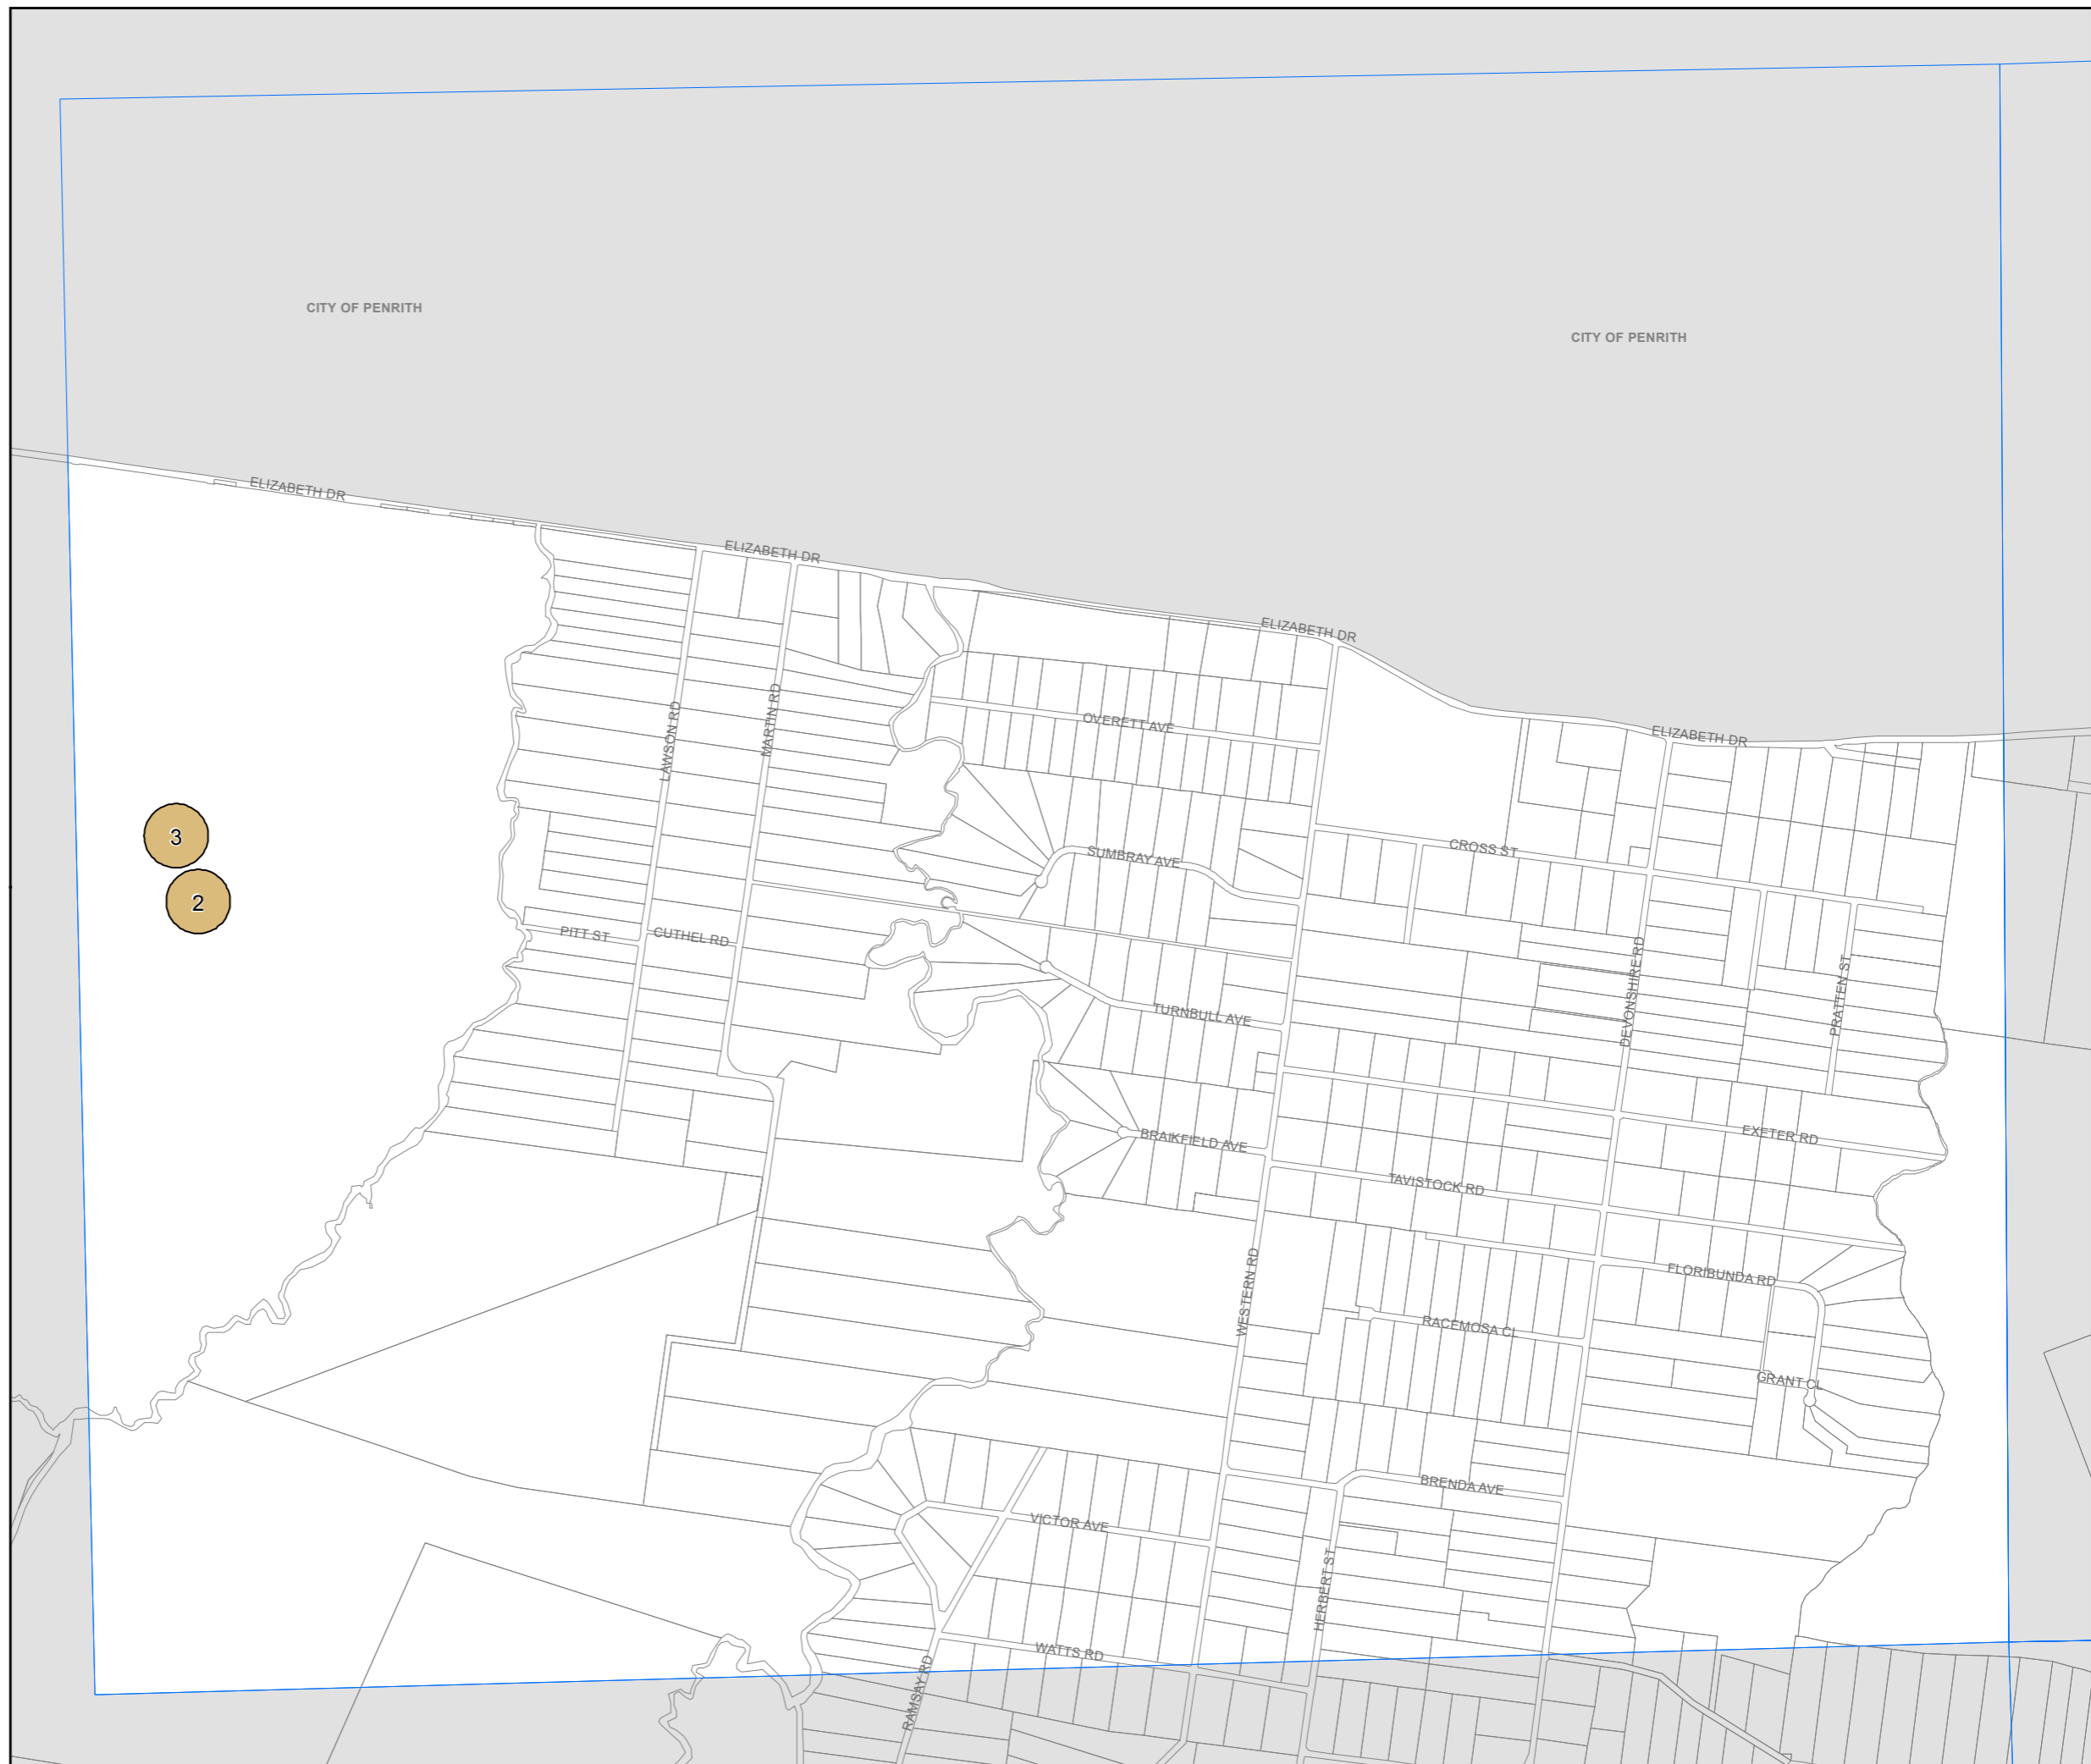 CITY OF PENRITH
CITY OF PENRITH
ELIZABETH DR
ELIZABETH DR
ELIZABETH DR
ELIZABETH DR
LAWSON RD
MARTIN RD
OVERETT AVE
3
SUMBRAY AVE
CROSS ST
2
PITT ST
CUTHEL RD
DEVONSHIRE RD
PRATTEN ST
TURNBULL AVE
BRAIKFIELD AVE
EXETER RD
TAVISTOCK RD
WESTERN RD
FLORIBUNDA RD
RACEMOSA CL
GRANT CL
BRENDA AVE
VICTOR AVE
HERBERT ST
WATTS RD
RAMSAY RD